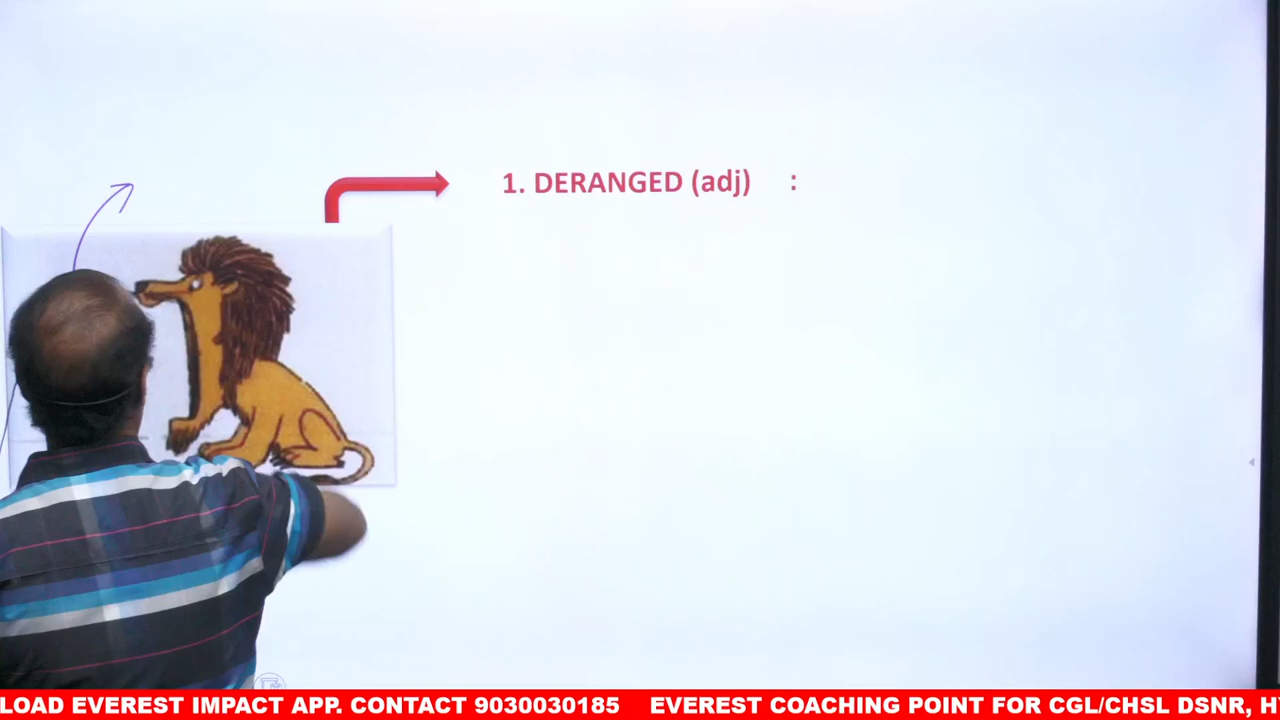 1. DERANGED (adj) :
LOAD EVEREST IMPACT APP. CONTACT 9030030185 EVEREST COACHING POINT FOR CGL/CHSL DSNR, H